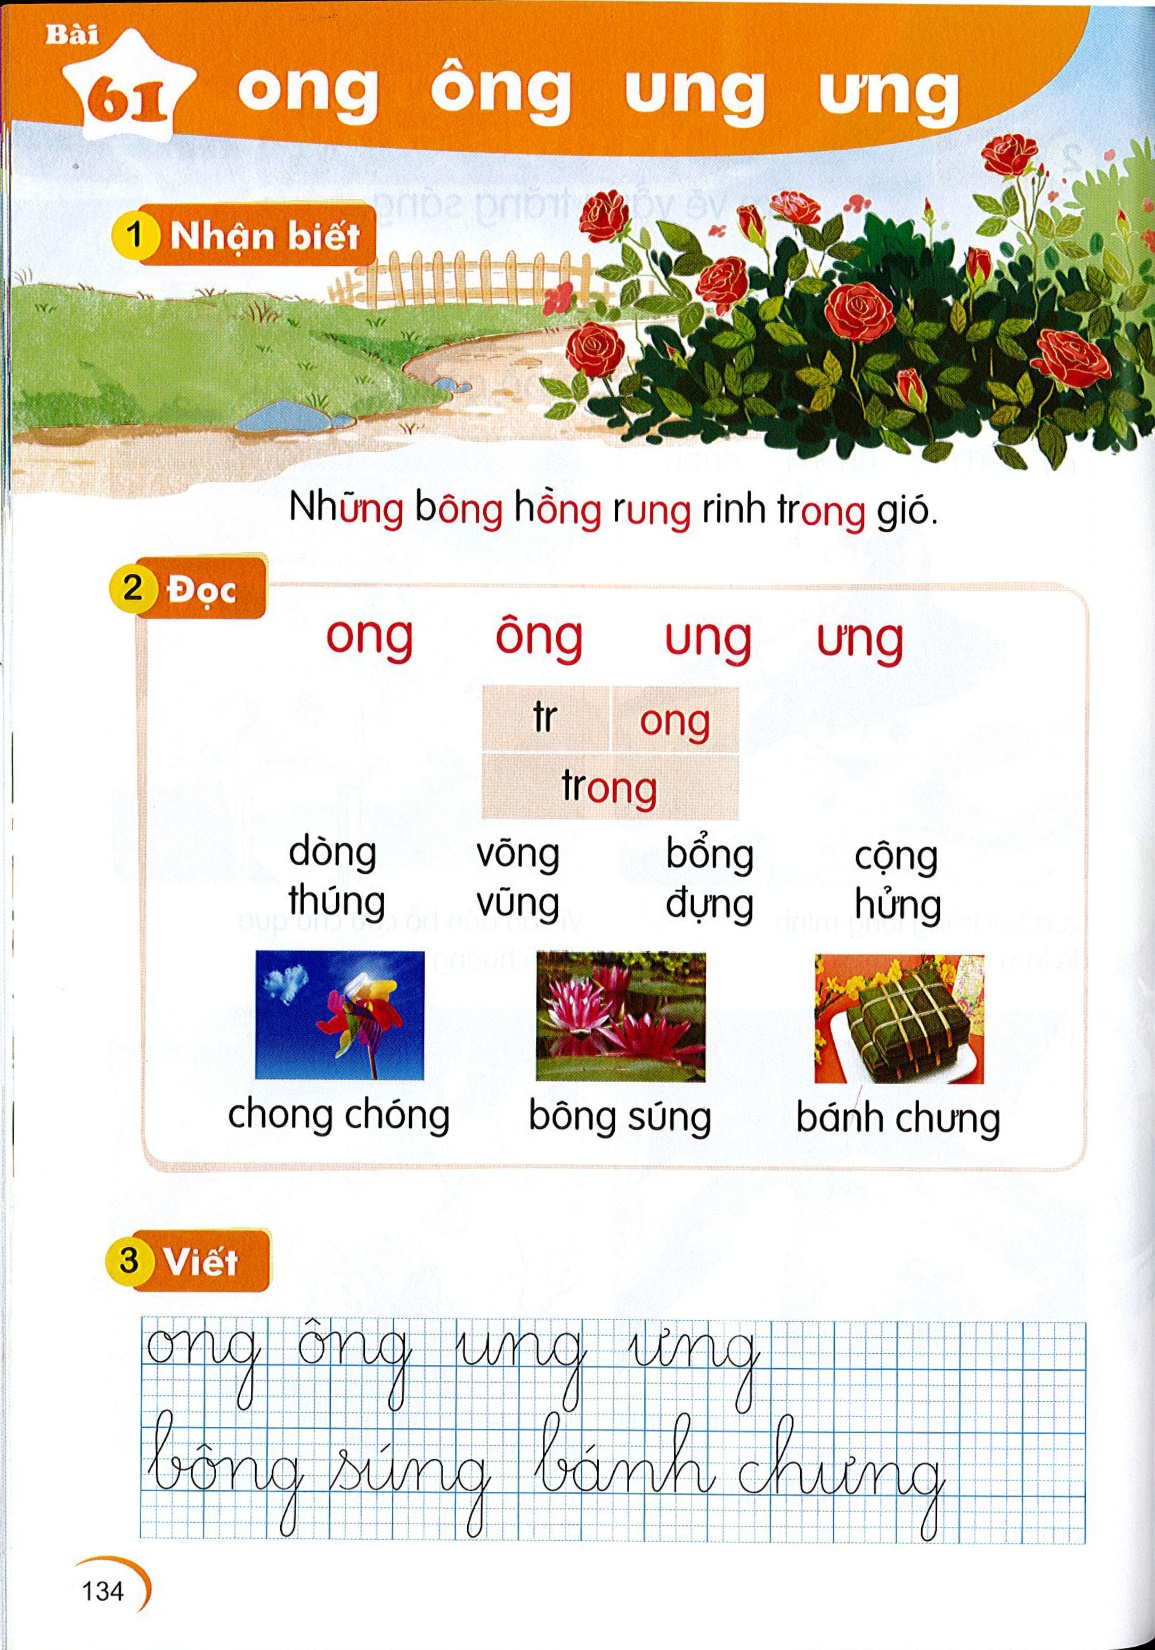 Bài
61 ong ông ung ưng
1 Nhận biết
Những bông hồng rung rinh trong gió.
2 Đọc
ong ông ung ưng
tr ong
trong
dòng võng bổng cộng
thúng vũng đựng hửng
chong chóng bông súng bánh chưng
3 Viết
ong ông ung ưng
bông súng bánh chưng
134